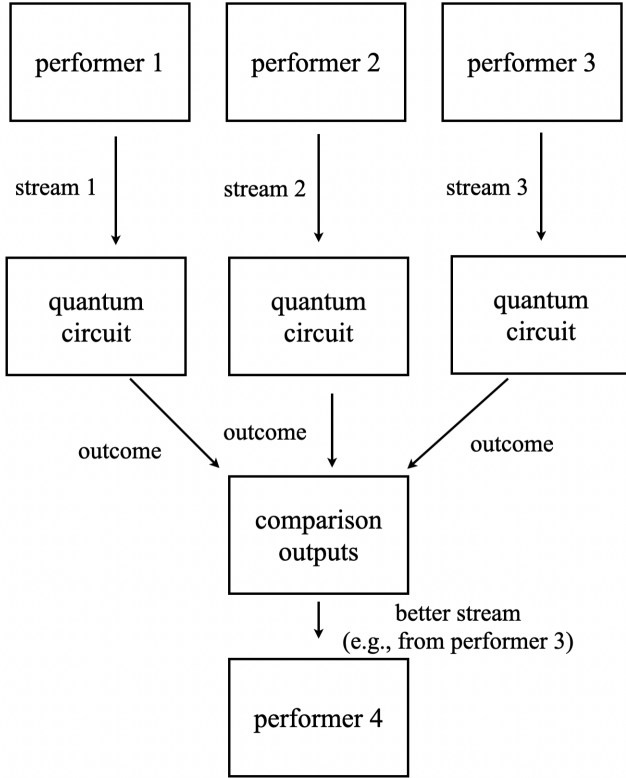 performer 1
performer 2
performer 3
stream 1
stream 2
stream 3
quantum
circuit
quantum
circuit
quantum
circuit
outcome
outcome
outcome
comparison
outputs
better stream
(e.g., from performer 3)
performer 4